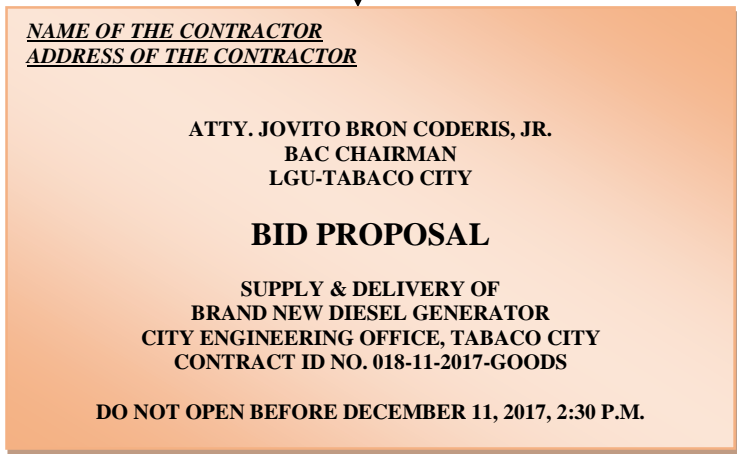 NAME OF THE CONTRACTOR
ADDRESS OF THE CONTRACTOR
ATTY. JOVITO BRON CODERIS, JR.
BAC CHAIRMAN
LGU-TABACO CITY
BID PROPOSAL
SUPPLY & DELIVERY OF
BRAND NEW DIESEL GENERATOR
CITY ENGINEERING OFFICE, TABACO CITY
CONTRACT ID NO. 018-11-2017-GOODS
DO NOT OPEN BEFORE DECEMBER 11, 2017, 2:30 P.M.